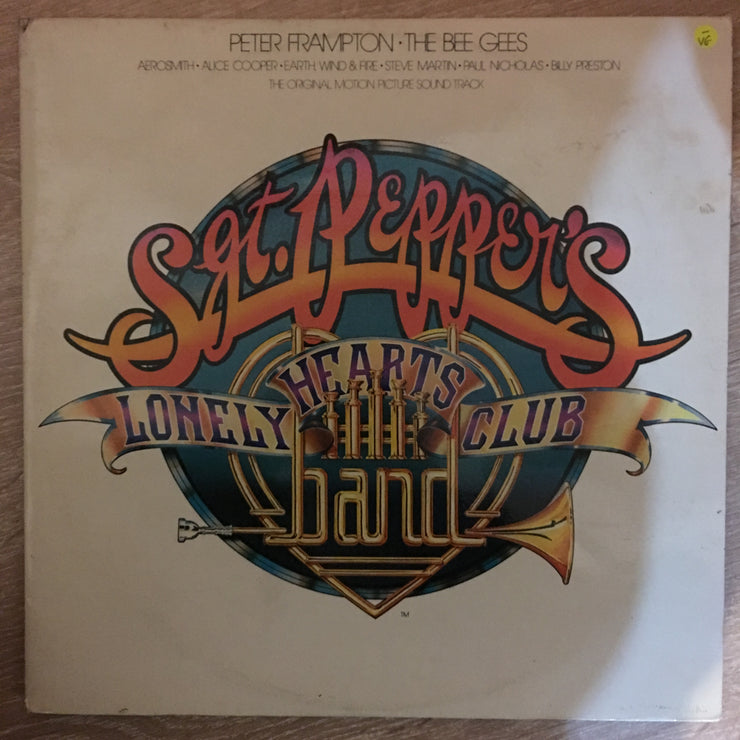 PETER FRAMPTON • THE BEE GEES
AEROSMITH • ALICE COOPER • EARTH, WIND & FIRE • STEVE MARTIN • PAUL NICHOLAS • BILLY PRESTON
THE ORIGINAL MOTION PICTURE SOUND TRACK
VG-
Sgt. PEPPER'S
LONELY HEARTS CLUB
band
TM